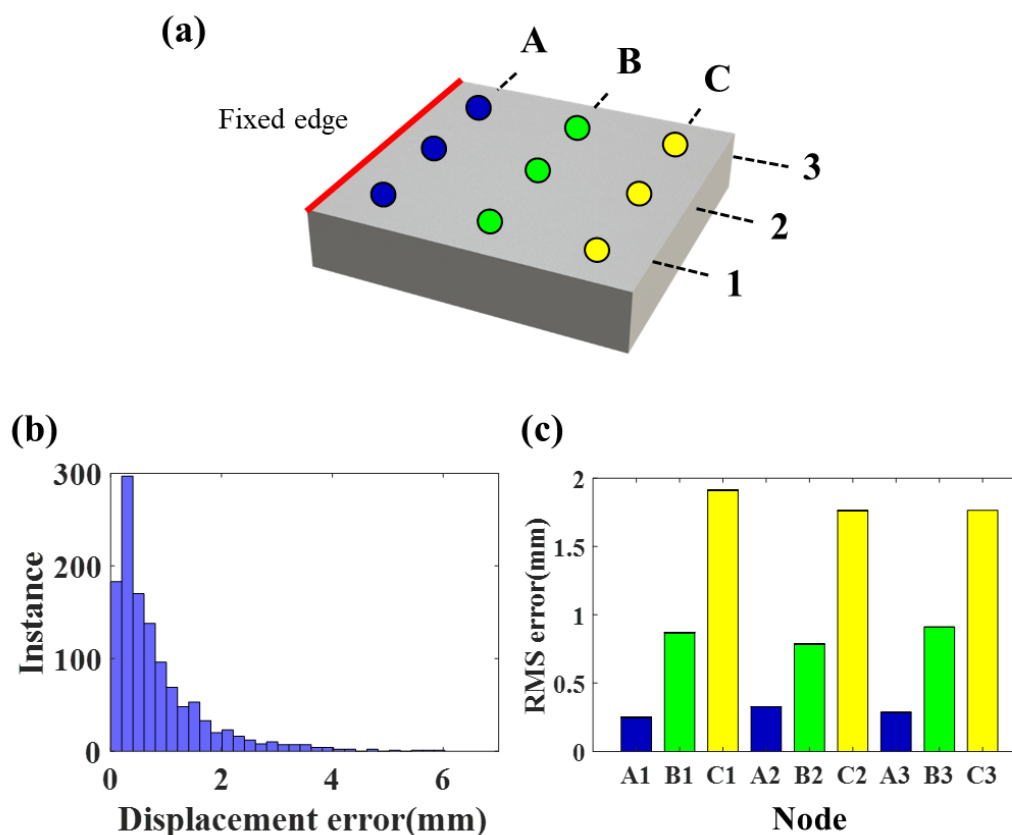 (a)
A
B
C
Fixed edge
3
2
1
(b)
300
200
100
0
Instance
0 2 4 6
Displacement error(mm)
(c)
2
1.5
1
0.5
0
RMS error(mm)
A1 B1 C1 A2 B2 C2 A3 B3 C3
Node